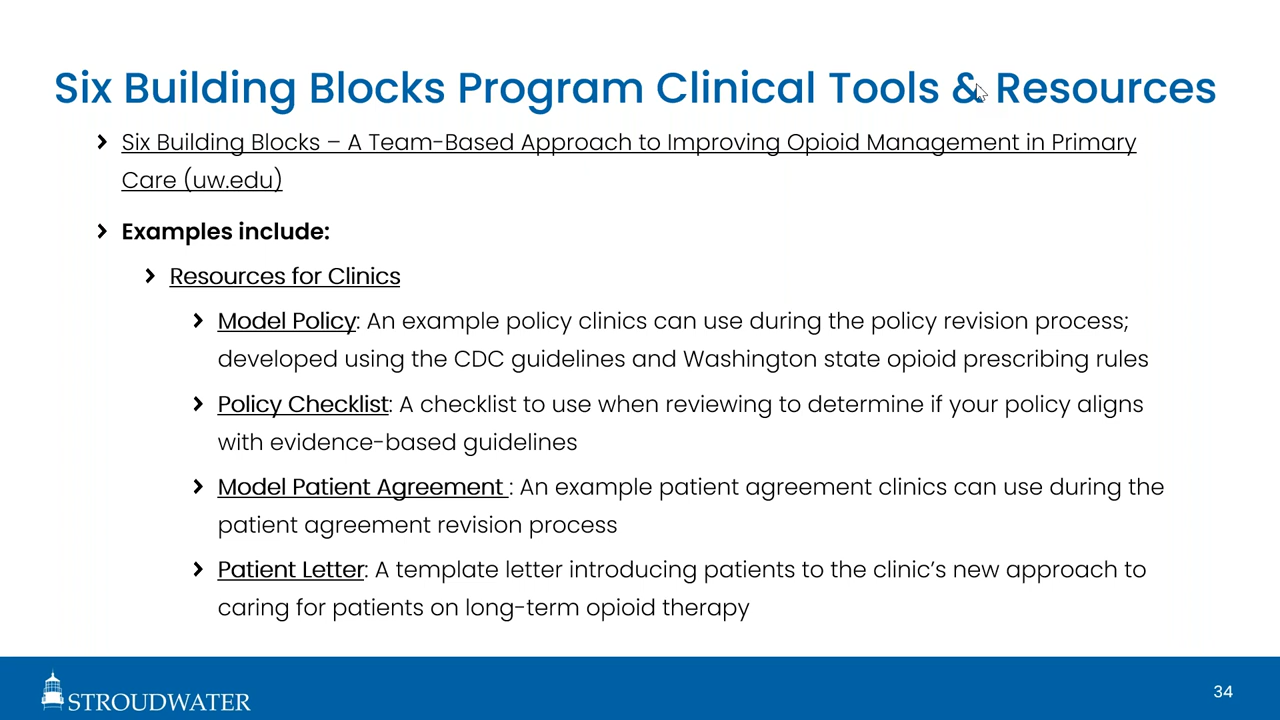 Six Building Blocks Program Clinical Tools & Resources
Six Building Blocks – A Team-Based Approach to Improving Opioid Management in Primary
Care (uw.edu)
Examples include:
Resources for Clinics
Model Policy: An example policy clinics can use during the policy revision process;
developed using the CDC guidelines and Washington state opioid prescribing rules
Policy Checklist: A checklist to use when reviewing to determine if your policy aligns
with evidence-based guidelines
Model Patient Agreement : An example patient agreement clinics can use during the
patient agreement revision process
Patient Letter: A template letter introducing patients to the clinic’s new approach to
caring for patients on long-term opioid therapy
STROUDWATER
34